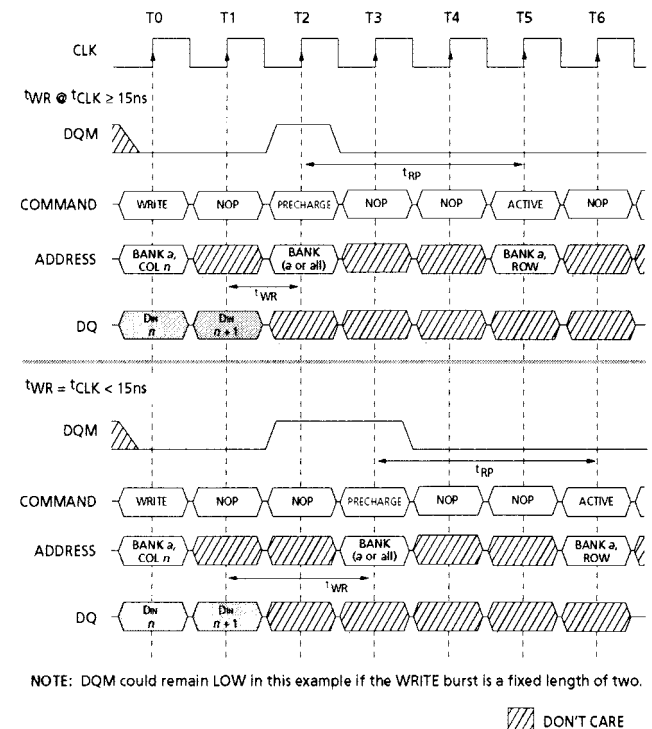 T0 T1 T2 T3 T4 T5 T6
CLK
tWR @ tCLK ≥ 15ns
DQM
tRP
COMMAND WRITE NOP PRECHARGE NOP NOP ACTIVE NOP
ADDRESS BANK a, COL n BANK (a or all) BANK a, ROW
tWR
DQ DIN n DIN n + 1
tWR = tCLK < 15ns
DQM
tRP
COMMAND WRITE NOP NOP PRECHARGE NOP NOP ACTIVE
ADDRESS BANK a, COL n BANK (a or all) BANK a, ROW
tWR
DQ DIN n DIN n + 1
NOTE: DQM could remain LOW in this example if the WRITE burst is a fixed length of two.
DON'T CARE